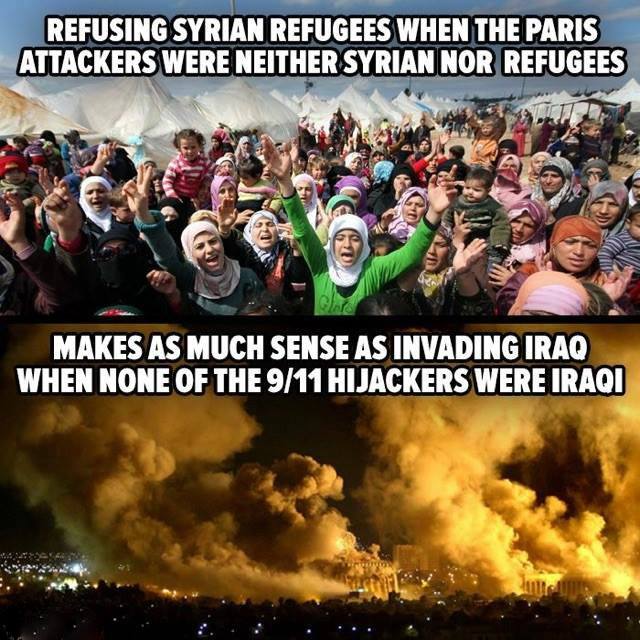 REFUSING SYRIAN REFUGEES WHEN THE PARIS
ATTACKERS WERE NEITHER SYRIAN NOR REFUGEES
MAKES AS MUCH SENSE AS INVADING IRAQ
WHEN NONE OF THE 9/11 HIJACKERS WERE IRAQI